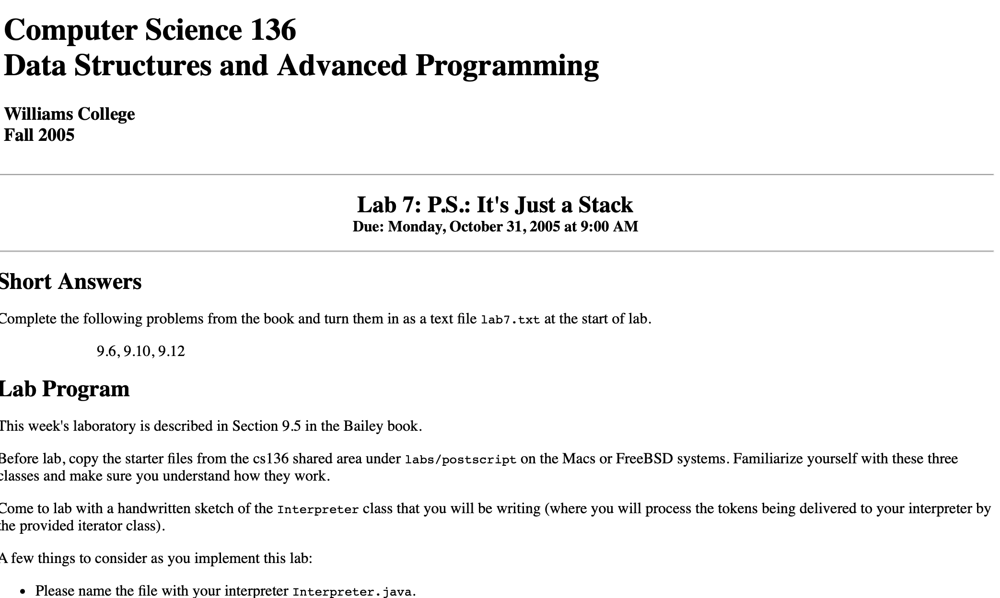 Computer Science 136
Data Structures and Advanced Programming
Williams College
Fall 2005
Lab 7: P.S.: It's Just a Stack
Due: Monday, October 31, 2005 at 9:00 AM
Short Answers
Complete the following problems from the book and turn them in as a text file lab7.txt at the start of lab.
9.6, 9.10, 9.12
Lab Program
This week's laboratory is described in Section 9.5 in the Bailey book.
Before lab, copy the starter files from the cs136 shared area under labs/postscript on the Macs or FreeBSD systems. Familiarize yourself with these three
classes and make sure you understand how they work.
Come to lab with a handwritten sketch of the Interpreter class that you will be writing (where you will process the tokens being delivered to your interpreter by
the provided iterator class).
A few things to consider as you implement this lab:
• Please name the file with your interpreter Interpreter.java.